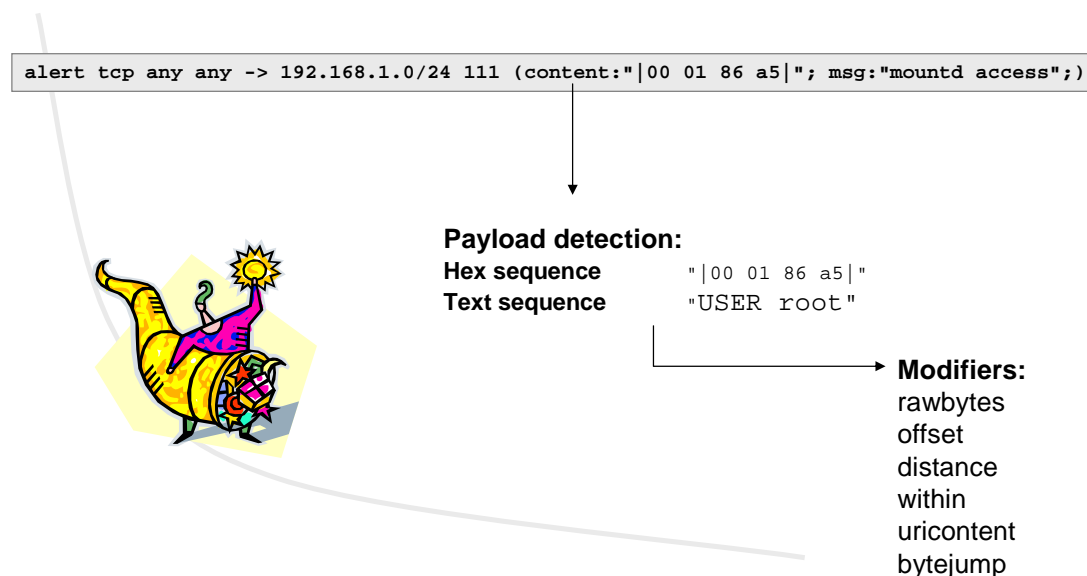 alert tcp any any -> 192.168.1.0/24 111 (content:"|00 01 86 a5|"; msg:"mountd access";)
Payload detection:
Hex sequence "|00 01 86 a5|"
Text sequence "USER root"
Modifiers:
rawbytes
offset
distance
within
uricontent
bytejump